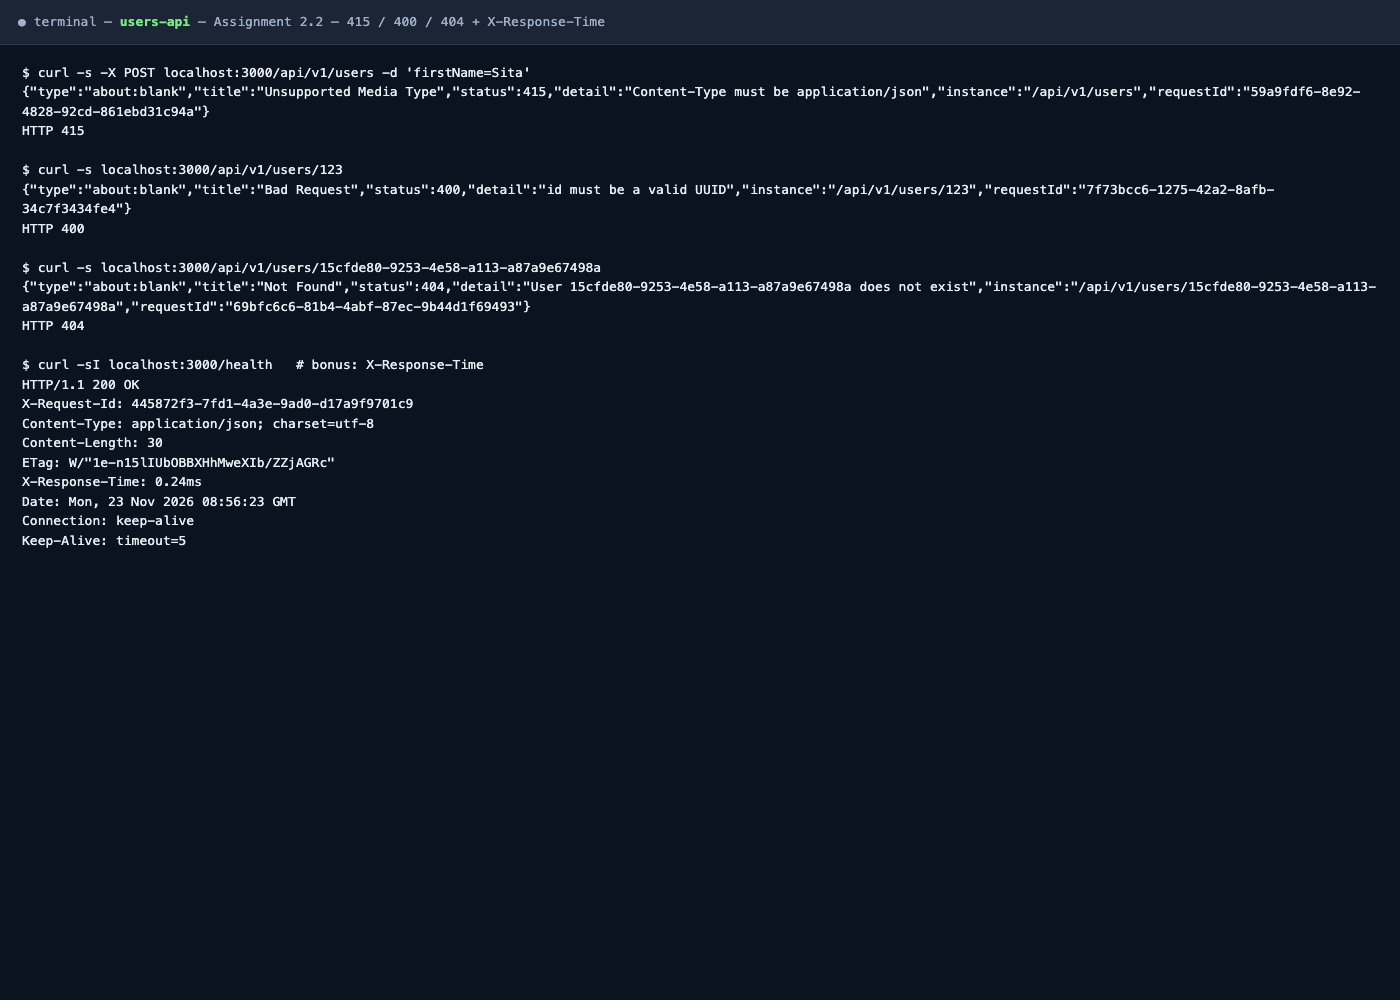 ● terminal — users-api — Assignment 2.2 — 415 / 400 / 404 + X-Response-Time
$ curl -s -X POST localhost:3000/api/v1/users -d 'firstName=Sita'
{"type":"about:blank","title":"Unsupported Media Type","status":415,"detail":"Content-Type must be application/json","instance":"/api/v1/users","requestId":"59a9fdf6-8e92-
4828-92cd-861ebd31c94a"}
HTTP 415
$ curl -s localhost:3000/api/v1/users/123
{"type":"about:blank","title":"Bad Request","status":400,"detail":"id must be a valid UUID","instance":"/api/v1/users/123","requestId":"7f73bcc6-1275-42a2-8afb-
34c7f3434fe4"}
HTTP 400
$ curl -s localhost:3000/api/v1/users/15cfde80-9253-4e58-a113-a87a9e67498a
{"type":"about:blank","title":"Not Found","status":404,"detail":"User 15cfde80-9253-4e58-a113-a87a9e67498a does not exist","instance":"/api/v1/users/15cfde80-9253-4e58-a113-
a87a9e67498a","requestId":"69bfc6c6-81b4-4abf-87ec-9b44d1f69493"}
HTTP 404
$ curl -sI localhost:3000/health   # bonus: X-Response-Time
HTTP/1.1 200 OK
X-Request-Id: 445872f3-7fd1-4a3e-9ad0-d17a9f9701c9
Content-Type: application/json; charset=utf-8
Content-Length: 30
ETag: W/"1e-n15lIUbOBBXHhMweXIb/ZZjAGRc"
X-Response-Time: 0.24ms
Date: Mon, 23 Nov 2026 08:56:23 GMT
Connection: keep-alive
Keep-Alive: timeout=5